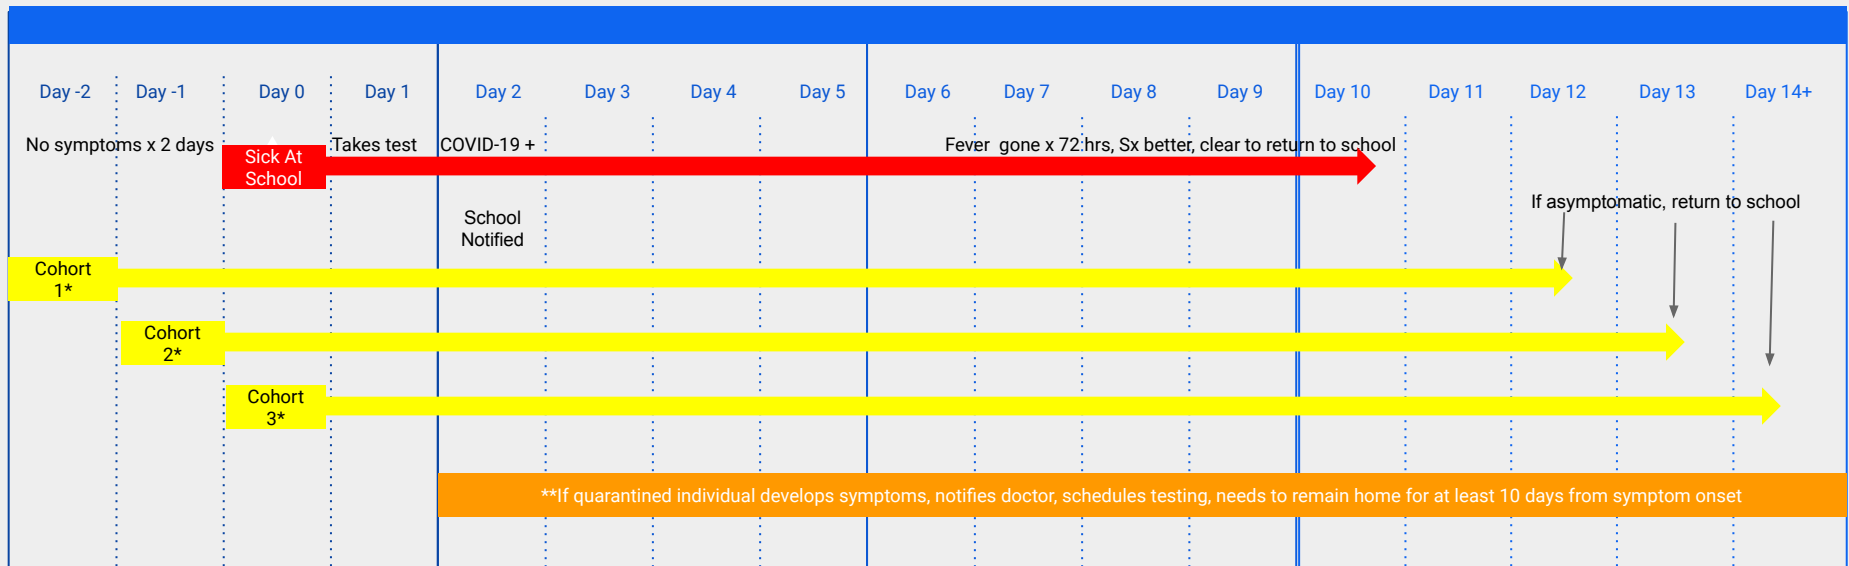 Day -2
Day -1
Day 0
Day 1
Day 2
Day 3
Day 4
Day 5
Day 6
Day 7
Day 8
Day 9
Day 10
Day 11
Day 12
Day 13
Day 14+
No symptoms x 2 days
Sick At
School
Takes test
COVID-19 +
Fever gone x 72 hrs, Sx better, clear to return to school
If asymptomatic, return to school
School
Notified
Cohort
1*
Cohort
2*
Cohort
3*
**If quarantined individual develops symptoms, notifies doctor, schedules testing, needs to remain home for at least 10 days from symptom onset